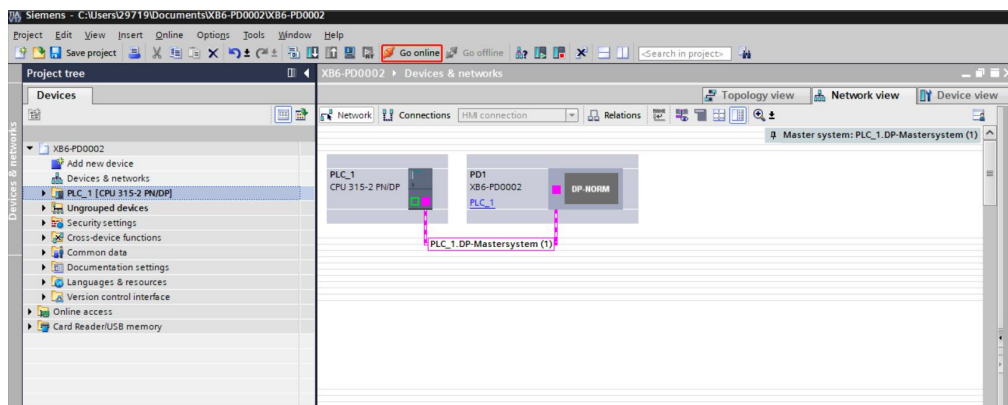 Siemens - C:\Users\29719\Documents\XB6-PD0002\XB6-PD0002
Project Edit View Insert Online Options Tools Window Help
Save project Go online Go offline <Search in project>
Project tree
XB6-PD0002 Devices & networks
Devices
Topology view Network view Device view
Network Connections HMI connection Relations
Master system: PLC_1.DP-Mastersystem (1)
Devices & networks
XB6-PD0002
Add new device
Devices & networks
PLC_1 [CPU 315-2 PN/DP]
Ungrouped devices
Security settings
Cross-device functions
Common data
Documentation settings
Languages & resources
Version control interface
Online access
Card Reader/USB memory
PLC_1
CPU 315-2 PN/DP
PD1
XB6-PD0002
PLC_1
DP-NORM
PLC_1.DP-Mastersystem (1)